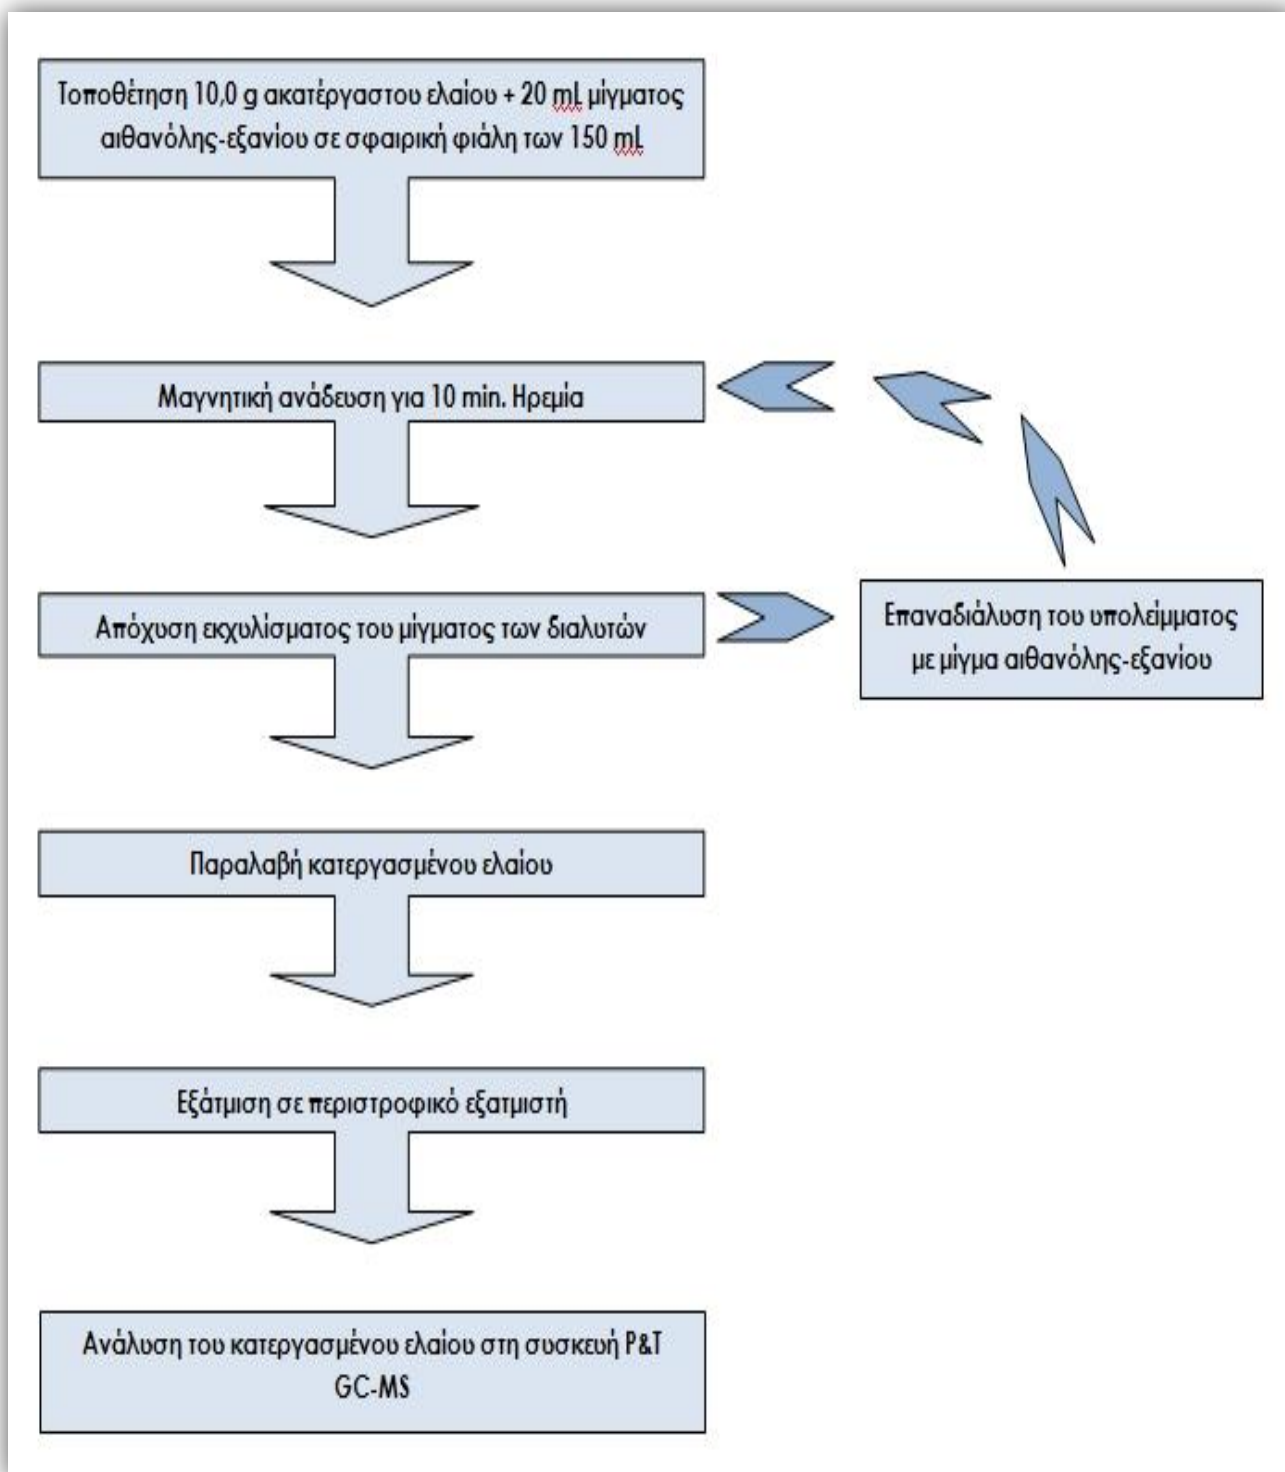 Τοποθέτηση 10,0 g ακατέργαστου ελαίου + 20 mL μίγματος
αιθανόλης-εξανίου σε σφαιρική φιάλη των 150 mL
Μαγνητική ανάδευση για 10 min. Ηρεμία
Απόχυση εκχυλίσματος του μίγματος των διαλυτών
Επαναδιάλυση του υπολείμματος
με μίγμα αιθανόλης-εξανίου
Παραλαβή κατεργασμένου ελαίου
Εξάτμιση σε περιστροφικό εξατμιστή
Ανάλυση του κατεργασμένου ελαίου στη συσκευή P&T
GC-MS